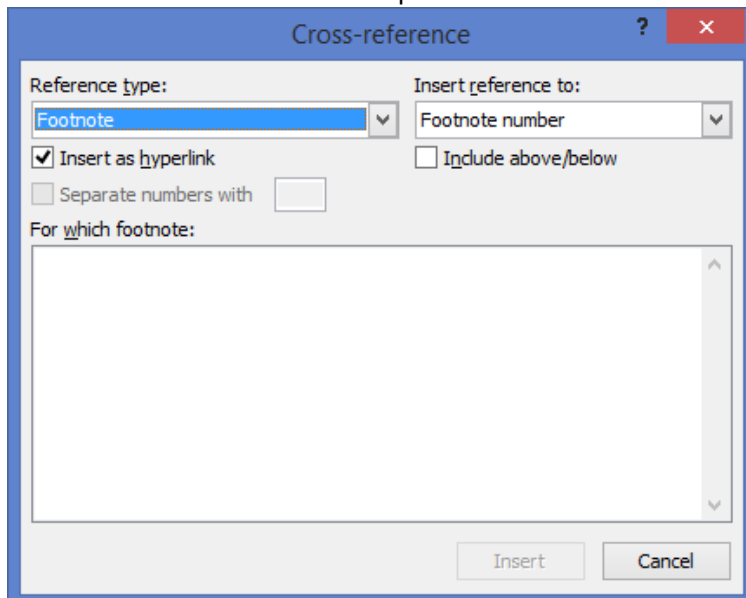 Cross-reference
?
Reference type:
Insert reference to:
Footnote
Footnote number
Insert as hyperlink
Include above/below
Separate numbers with
For which footnote:
Insert
Cancel